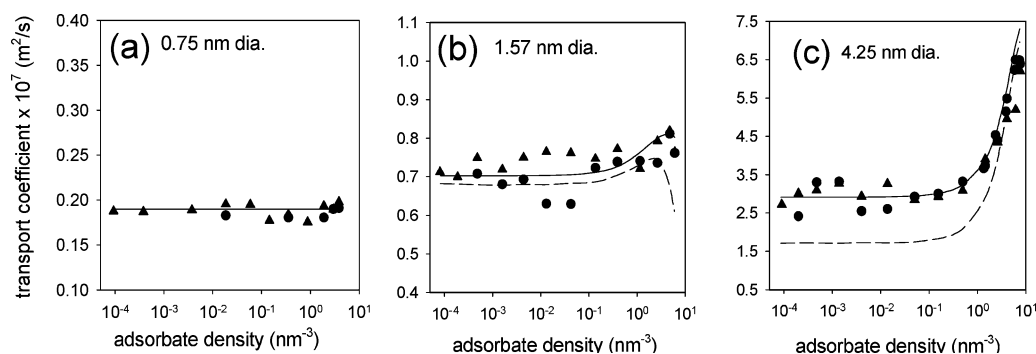 transport coefficient x 10⁷ (m²/s)
0.40
0.35
0.30
0.25
0.20
0.15
0.10
(a) 0.75 nm dia.
10⁻⁴ 10⁻³ 10⁻² 10⁻¹ 10⁰ 10¹
adsorbate density (nm⁻³)
1.1
1.0
0.9
0.8
0.7
0.6
0.5
0.4
(b) 1.57 nm dia.
10⁻⁴ 10⁻³ 10⁻² 10⁻¹ 10⁰ 10¹
adsorbate density (nm⁻³)
7.5
6.5
5.5
4.5
3.5
2.5
1.5
(c) 4.25 nm dia.
10⁻⁴ 10⁻³ 10⁻² 10⁻¹ 10⁰ 10¹
adsorbate density (nm⁻³)